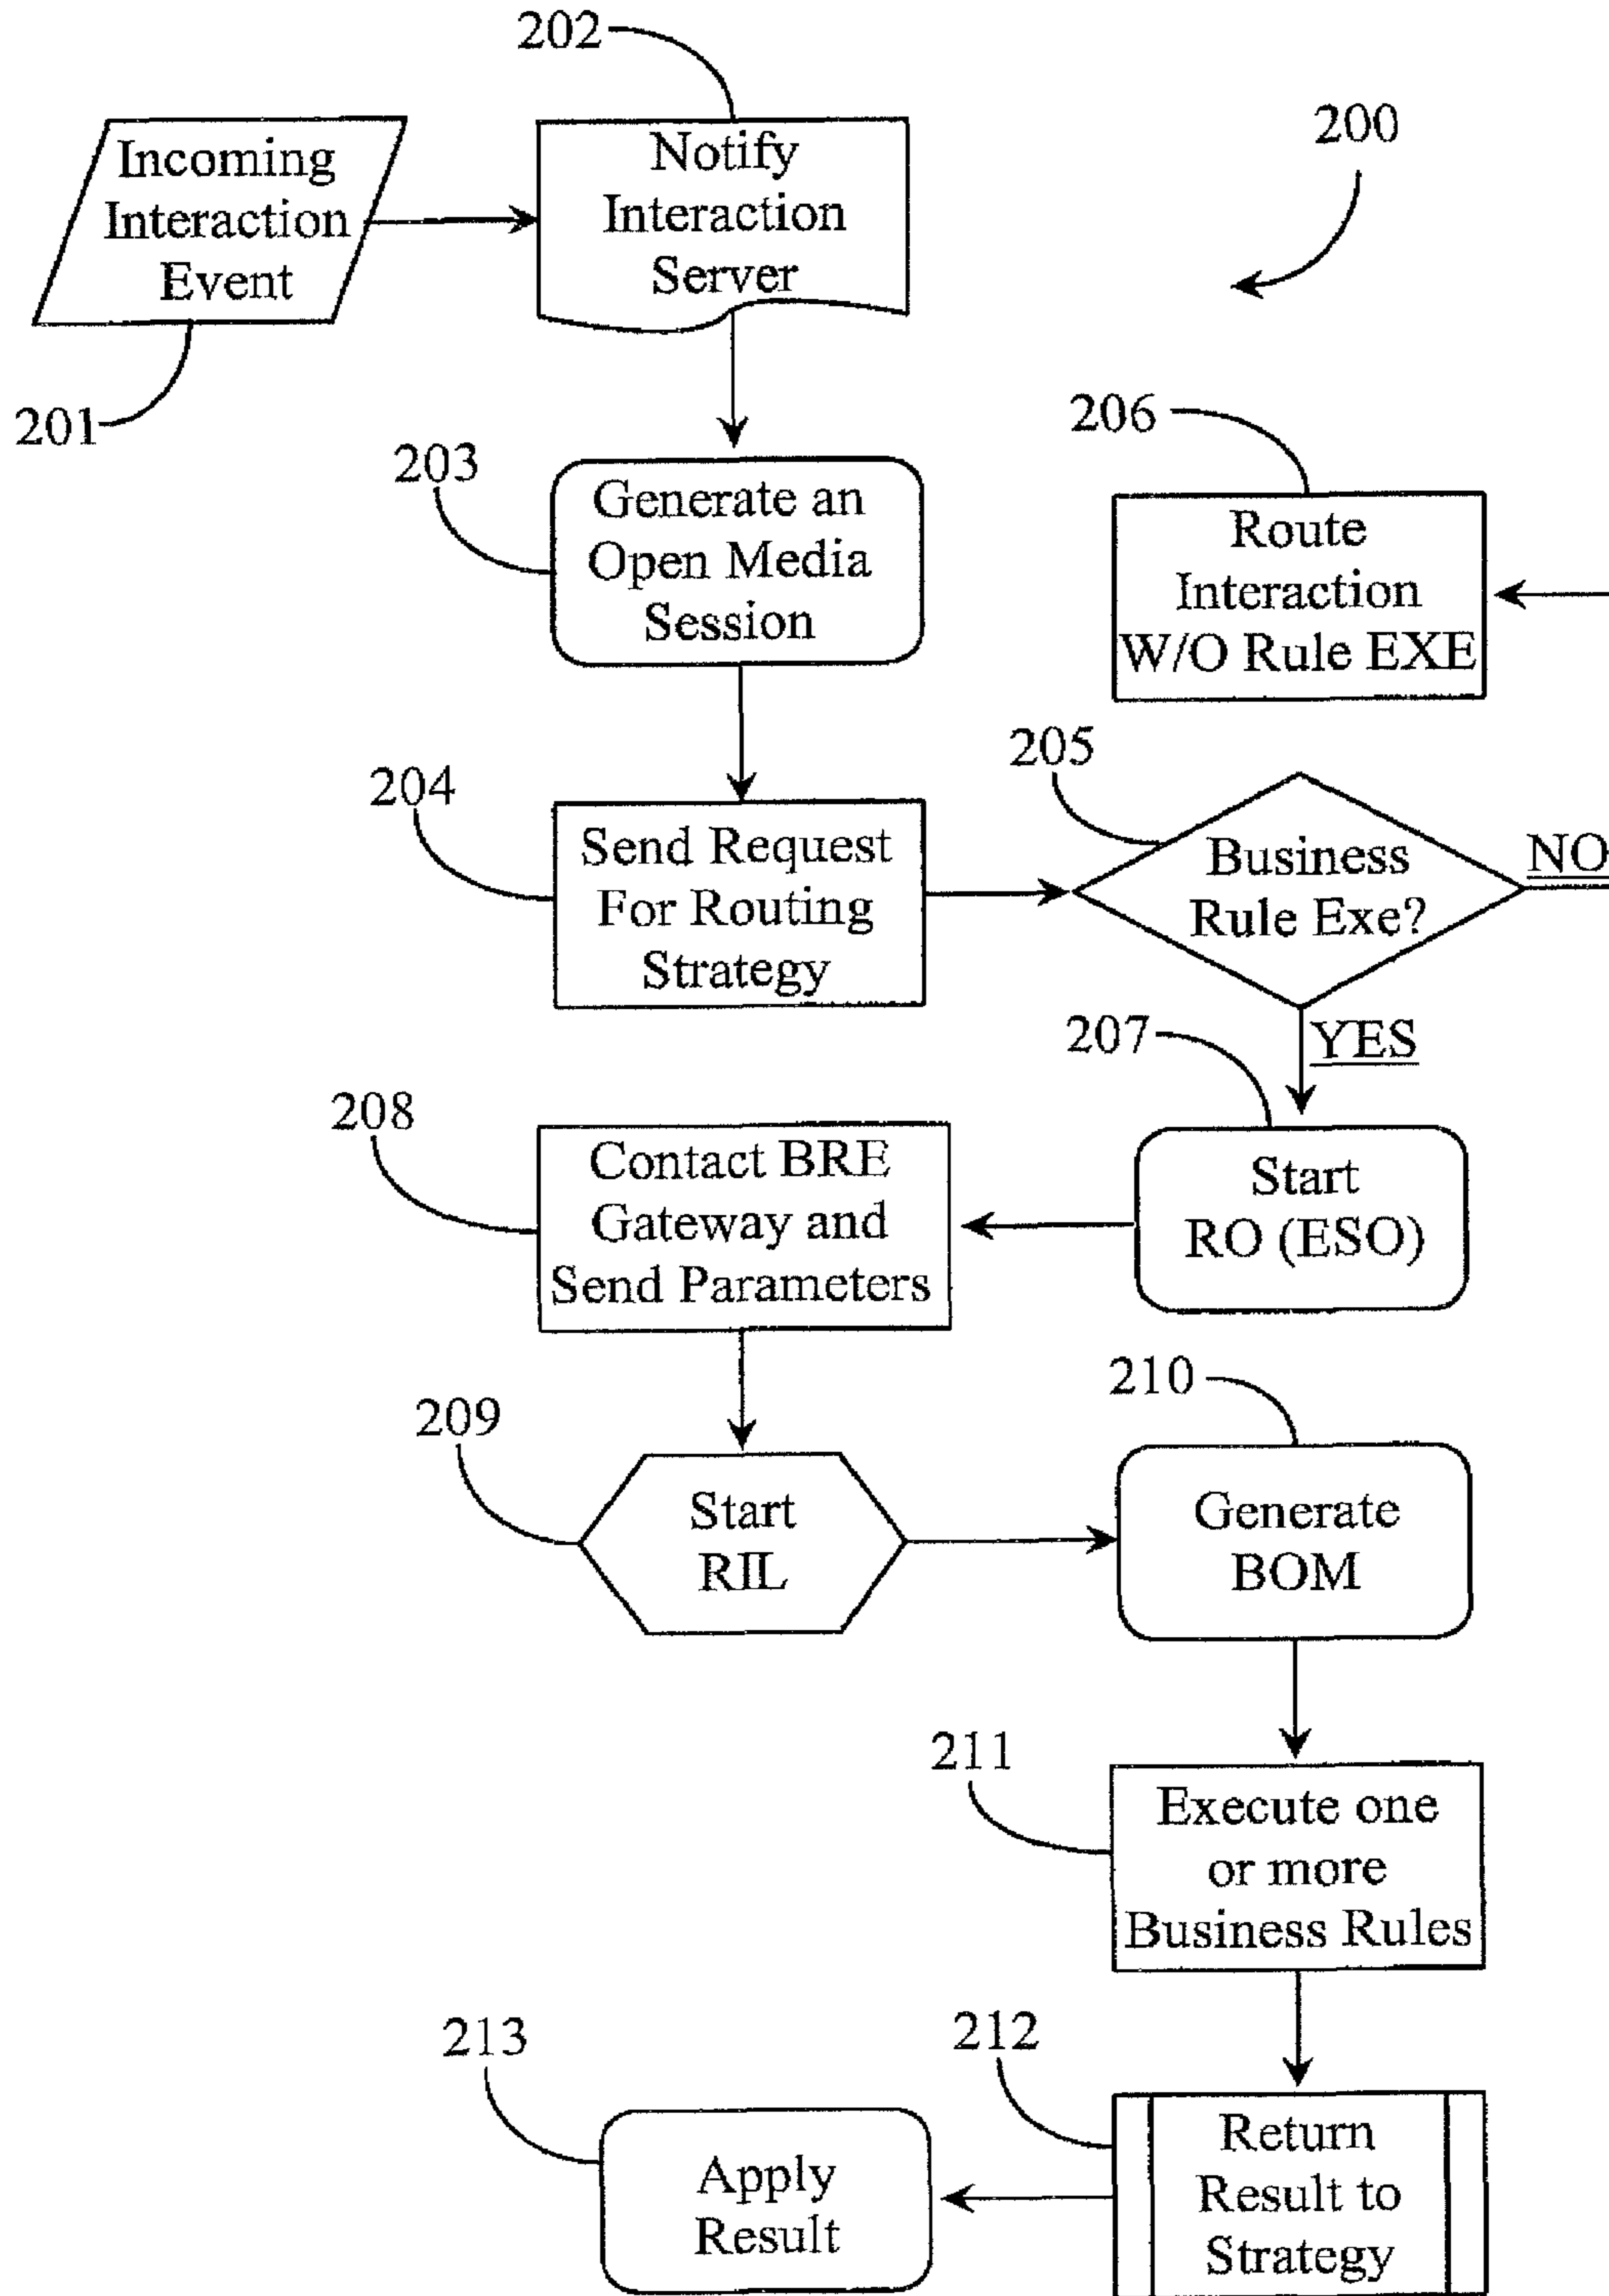 202
200
Incoming
Interaction
Event
Notify
Interaction
Server
201
206
203
Generate an
Open Media
Session
Route
Interaction
W/O Rule EXE
205
204
Send Request
For Routing
Strategy
Business
Rule Exe?
NO
207
YES
208
Contact BRE
Gateway and
Send Parameters
Start
RO (ESO)
210
209
Start
RIL
Generate
BOM
211
Execute one
or more
Business Rules
213
212
Apply
Result
Return
Result to
Strategy